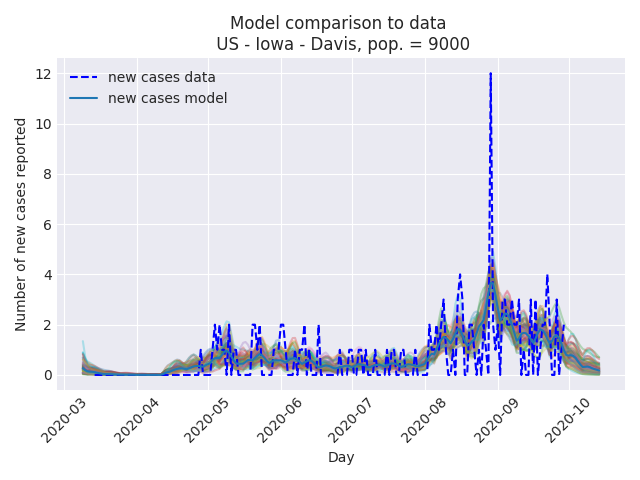 Model comparison to data
US - Iowa - Davis, pop. = 9000
new cases data
new cases model
Number of new cases reported
12
10
8
6
4
2
0
2020-03
2020-04
2020-05
2020-06
2020-07
2020-08
2020-09
2020-10
Day